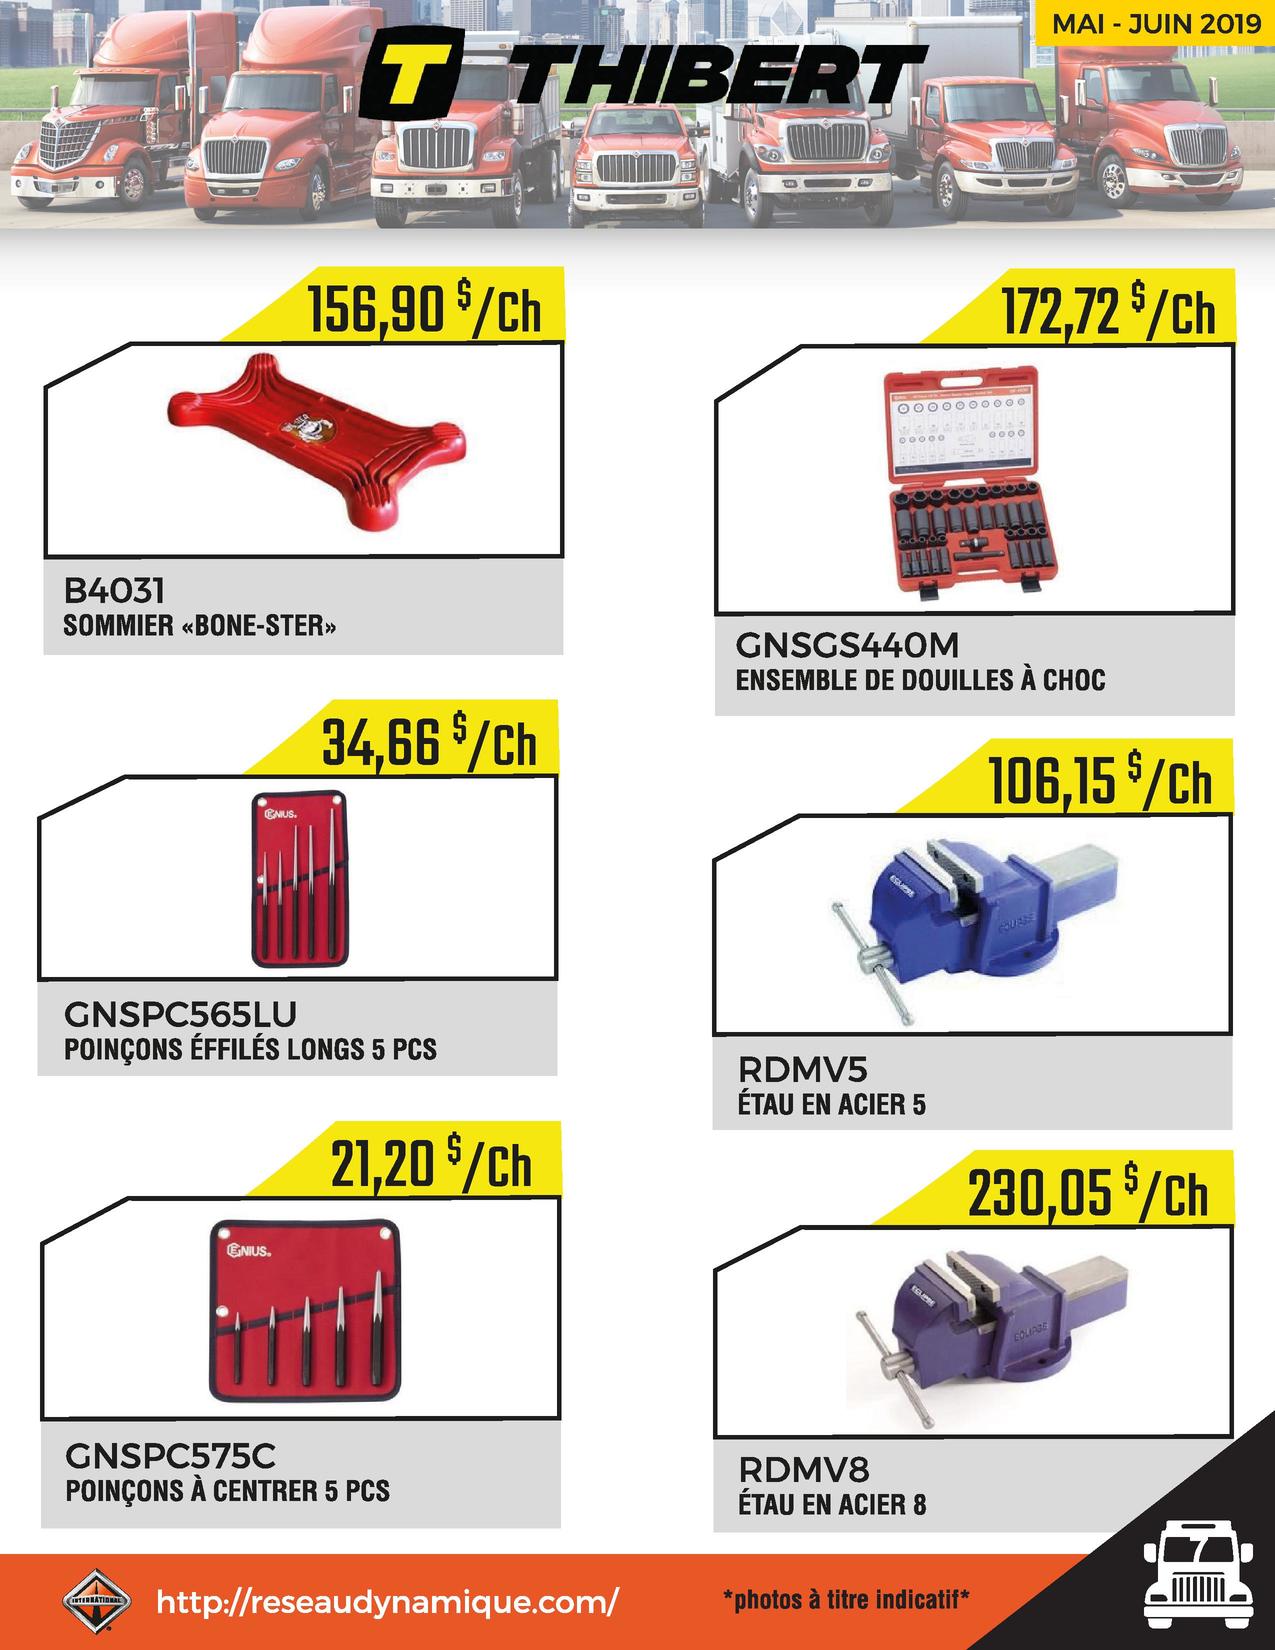 MAI - JUIN 2019
T THIBERT
156,90 $/Ch
B4031
SOMMIER «BONE-STER»
172,72 $/Ch
GNSGS440M
ENSEMBLE DE DOUILLES À CHOC
34,66 $/Ch
GENIUS®
GNSPC565LU
POINÇONS ÉFFILÉS LONGS 5 PCS
106,15 $/Ch
ECLIPSE
ECLIPSE
RDMV5
ÉTAU EN ACIER 5
21,20 $/Ch
GENIUS®
GNSPC575C
POINÇONS À CENTRER 5 PCS
230,05 $/Ch
ECLIPSE
ECLIPSE
RDMV8
ÉTAU EN ACIER 8
INTERNATIONAL®
http://reseaudynamique.com/
*photos à titre indicatif*
7